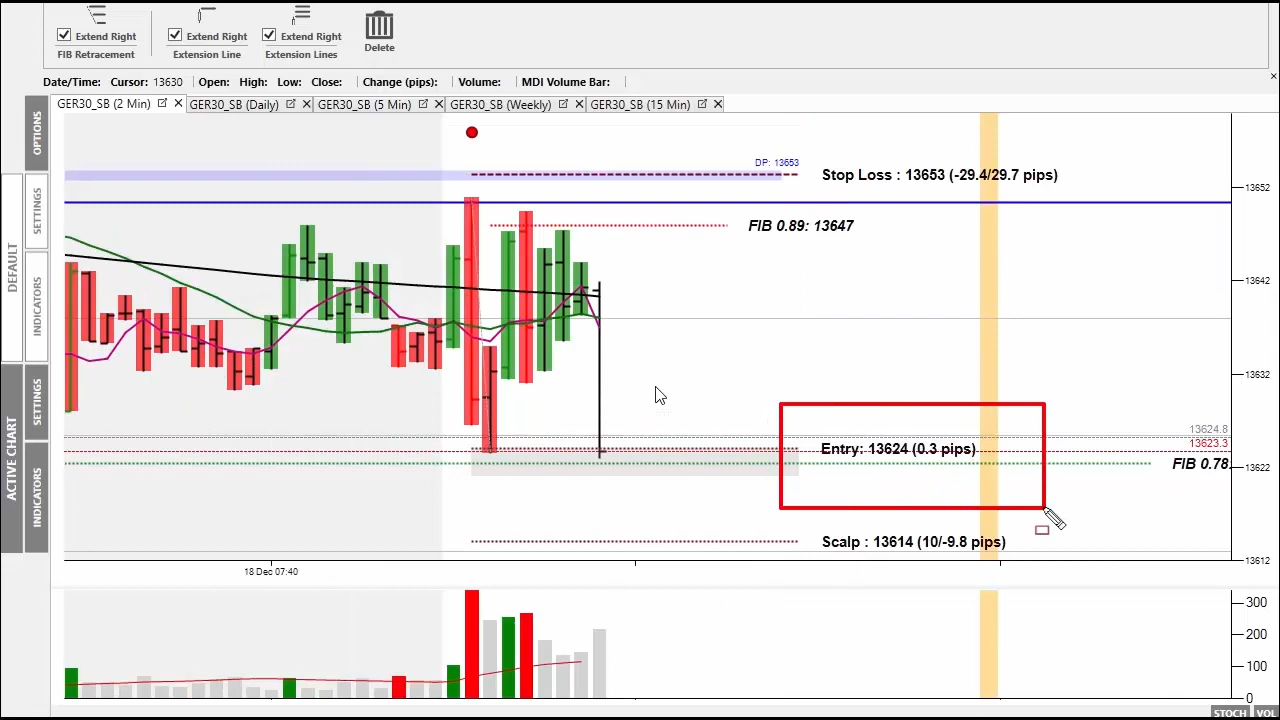 Extend Right
Extend Right
Extend Right
FIB Retracement
Extension Line
Extension Lines
Delete
Date/Time: Cursor: 13630 Open: High: Low: Close: Change (pips): Volume: MDI Volume Bar:
GER30_SB (2 Min)
GER30_SB (Daily)
GER30_SB (5 Min)
GER30_SB (Weekly)
GER30_SB (15 Min)
OPTIONS
SETTINGS
DEFAULT
INDICATORS
SETTINGS
ACTIVE CHART
INDICATORS
DP: 13653
Stop Loss : 13653 (-29.4/29.7 pips)
13652
FIB 0.89: 13647
13642
13632
13624.8
13623.3
Entry: 13624 (0.3 pips)
FIB 0.78
13622
Scalp : 13614 (10/-9.8 pips)
13612
18 Dec 07:40
300
200
100
0
STOCH VOL